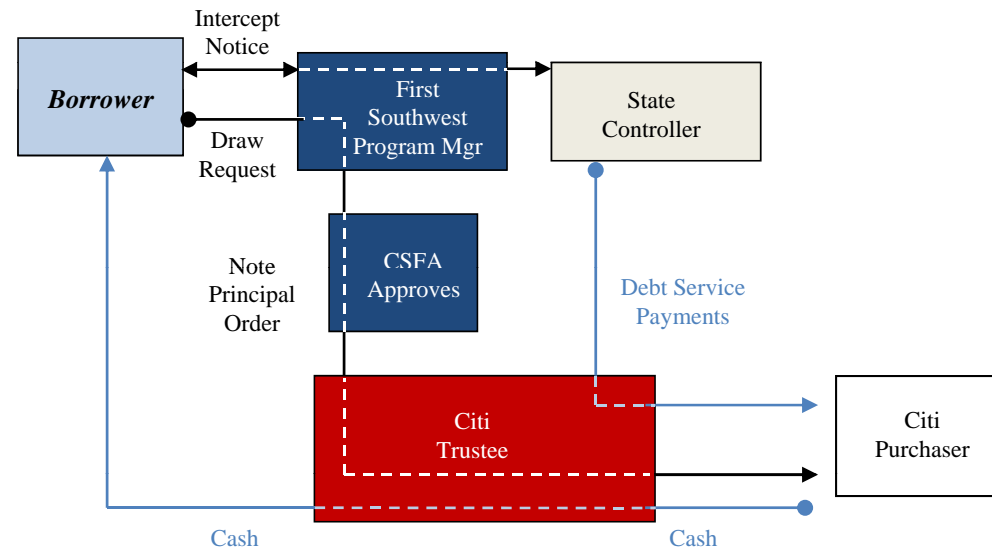 Intercept
Notice
Borrower
First
Southwest
Program Mgr
State
Controller
Draw
Request
CSFA
Approves
Note
Principal
Order
Debt Service
Payments
Citi
Trustee
Citi
Purchaser
Cash
Cash